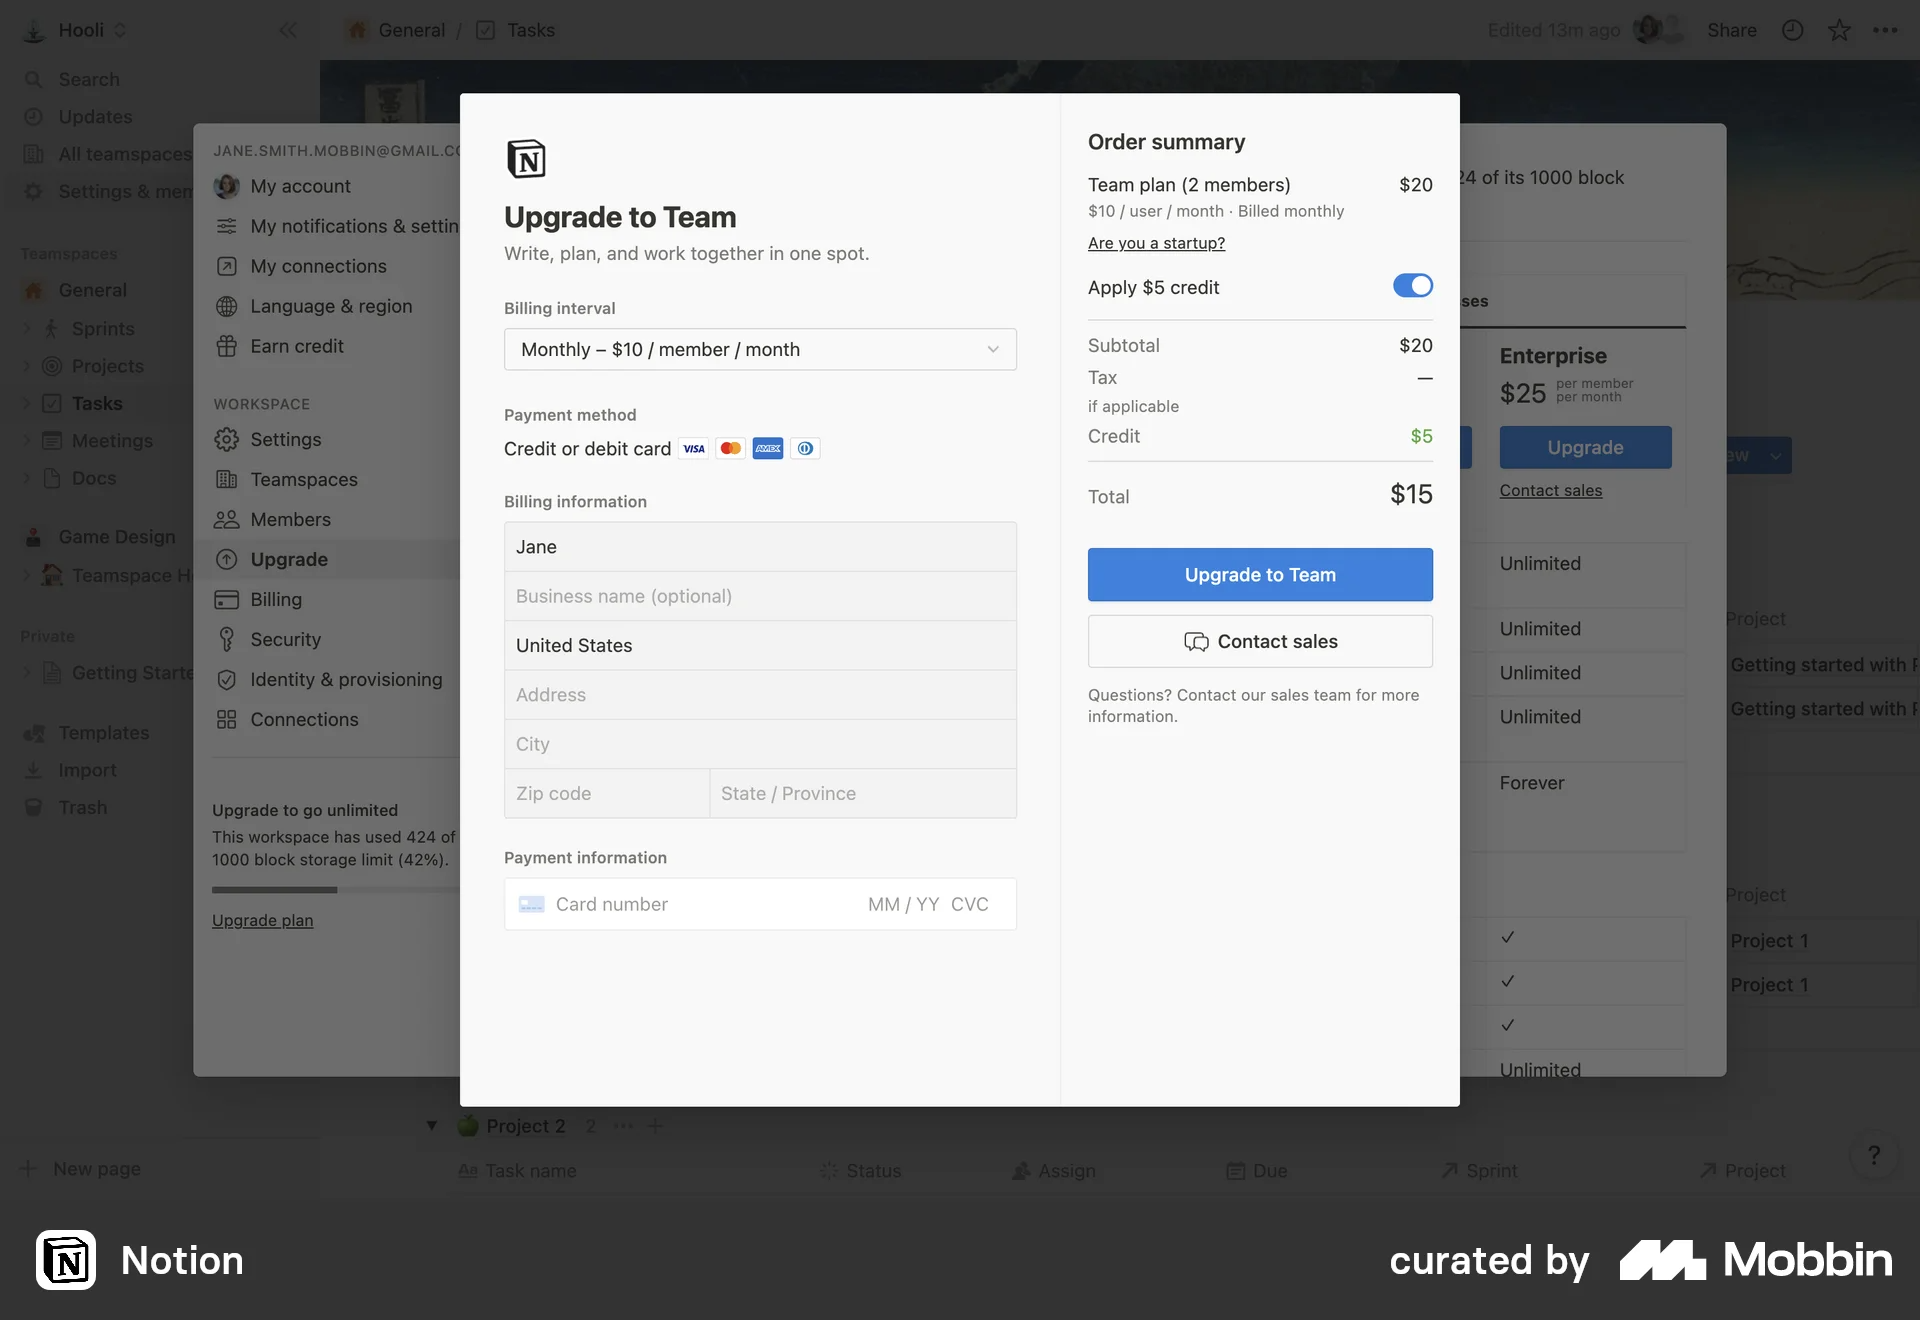 Hooli
General / Tasks
Edited 13m ago
Share
Search
Updates
All teamspaces
Settings & mem
Teamspaces
General
Sprints
Projects
Tasks
Meetings
Docs
Game Design
Teamspace H
Private
Getting Starte
Templates
Import
Trash
New page
JANE.SMITH.MOBBIN@GMAIL.CO
My account
My notifications & settin
My connections
Language & region
Earn credit
WORKSPACE
Settings
Teamspaces
Members
Upgrade
Billing
Security
Identity & provisioning
Connections
Upgrade to go unlimited
This workspace has used 424 of
1000 block storage limit (42%).
Upgrade plan
Upgrade to Team
Write, plan, and work together in one spot.
Billing interval
Monthly – $10 / member / month
Payment method
Credit or debit card VISA AMEX
Billing information
Jane
Business name (optional)
United States
Address
City
Zip code State / Province
Payment information
Card number MM / YY CVC
Order summary
Team plan (2 members) $20
$10 / user / month · Billed monthly
Are you a startup?
Apply $5 credit
Subtotal $20
Tax —
if applicable
Credit $5
Total $15
Upgrade to Team
Contact sales
Questions? Contact our sales team for more
information.
24 of its 1000 block
ses
Enterprise
$25 per member
per month
Upgrade
Contact sales
Unlimited
Unlimited
Unlimited
Unlimited
Forever
✓
✓
✓
Unlimited
ew
Project
Getting started with P
Getting started with P
Project
Project 1
Project 1
Project 2 2
Aa Task name Status Assign Due Sprint Project
?
Notion
curated by Mobbin